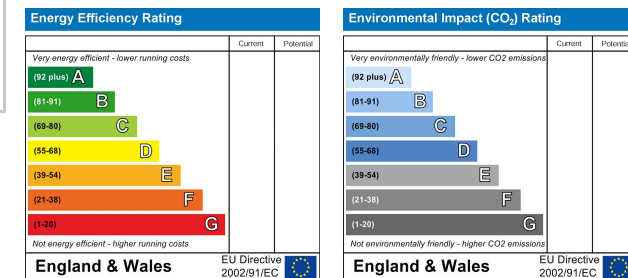 Energy Efficiency Rating
Current Potential
Very energy efficient - lower running costs
(92 plus) A
(81-91) B
(69-80) C
(55-68) D
(39-54) E
(21-38) F
(1-20) G
Not energy efficient - higher running costs
England & Wales
EU Directive
2002/91/EC
Environmental Impact (CO₂) Rating
Current Potentia
Very environmentally friendly - lower CO2 emissions
(92 plus) A
(81-91) B
(69-80) C
(55-68) D
(39-54) E
(21-38) F
(1-20) G
Not environmentally friendly - higher CO2 emissions
England & Wales
EU Directive
2002/91/EC